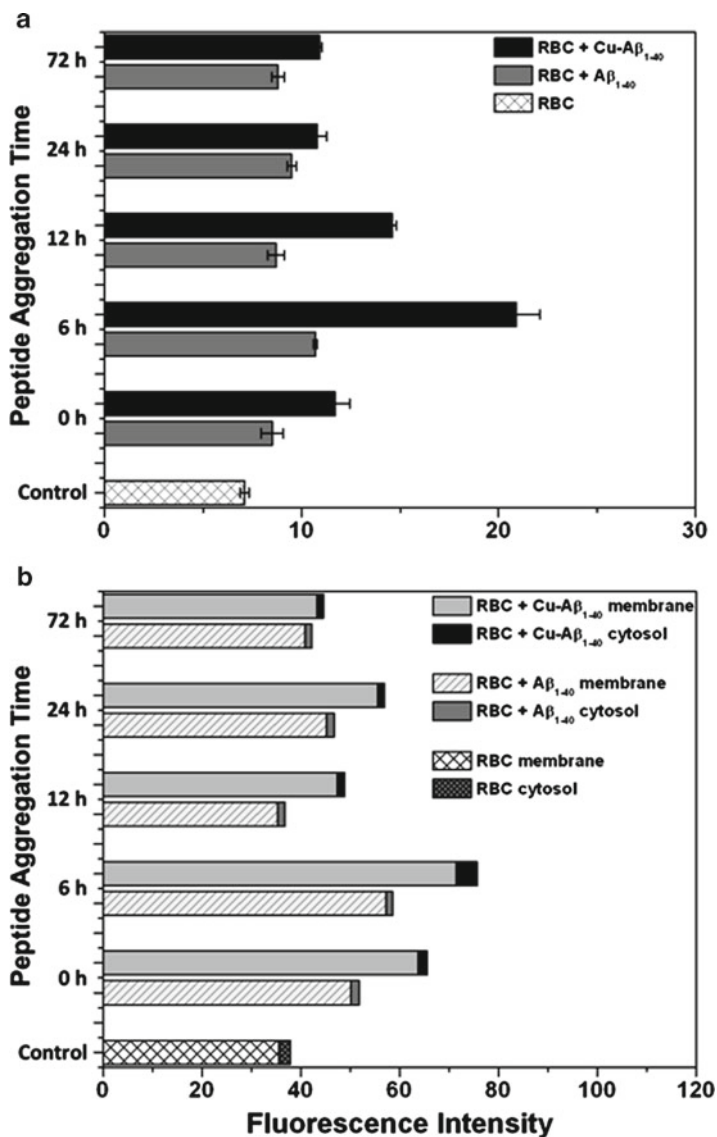 a
Peptide Aggregation Time
72 h
24 h
12 h
6 h
0 h
Control
RBC + Cu-Aβ₁₋₄₀
RBC + Aβ₁₋₄₀
RBC
0 10 20 30
b
Peptide Aggregation Time
72 h
24 h
12 h
6 h
0 h
Control
RBC + Cu-Aβ₁₋₄₀ membrane
RBC + Cu-Aβ₁₋₄₀ cytosol
RBC + Aβ₁₋₄₀ membrane
RBC + Aβ₁₋₄₀ cytosol
RBC membrane
RBC cytosol
0 20 40 60 80 100 120
Fluorescence Intensity